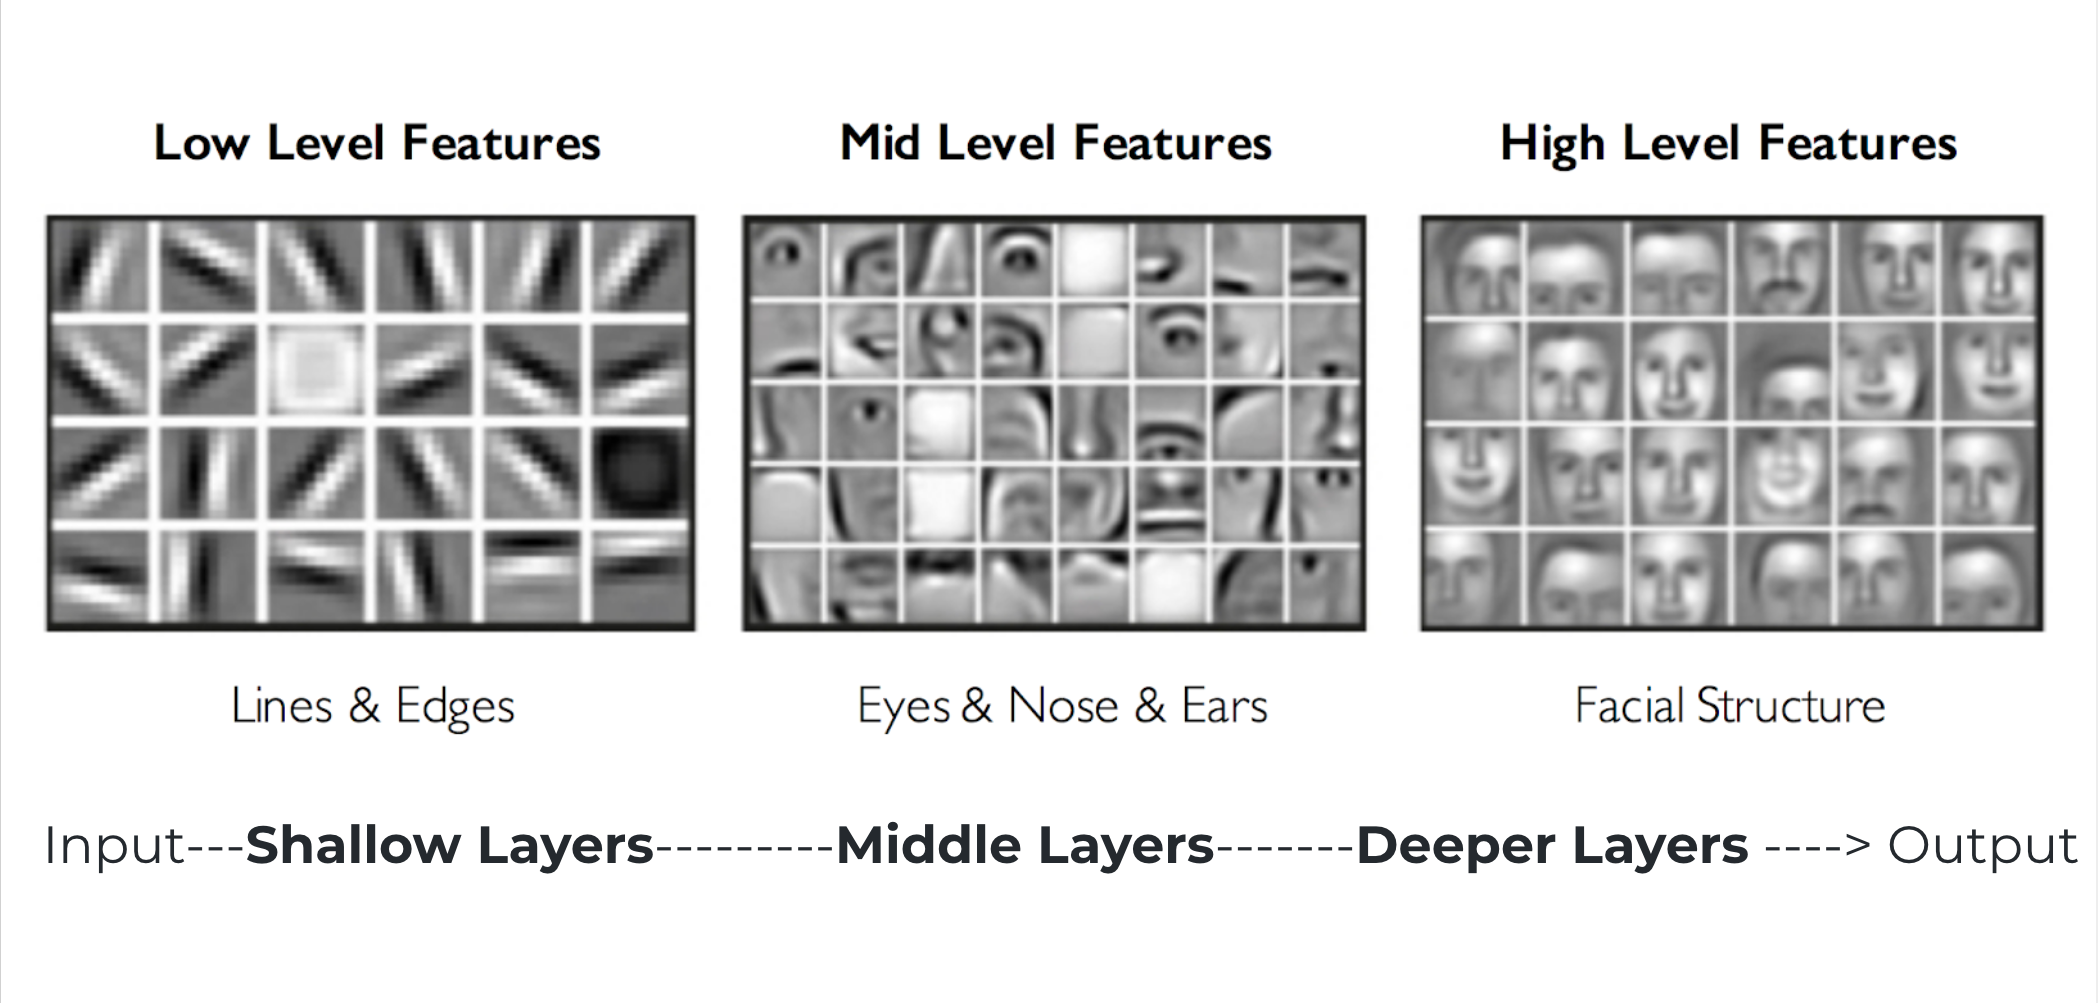 Low Level Features
Mid Level Features
High Level Features
Lines & Edges
Eyes & Nose & Ears
Facial Structure
Input---Shallow Layers---------Middle Layers-------Deeper Layers ----> Output